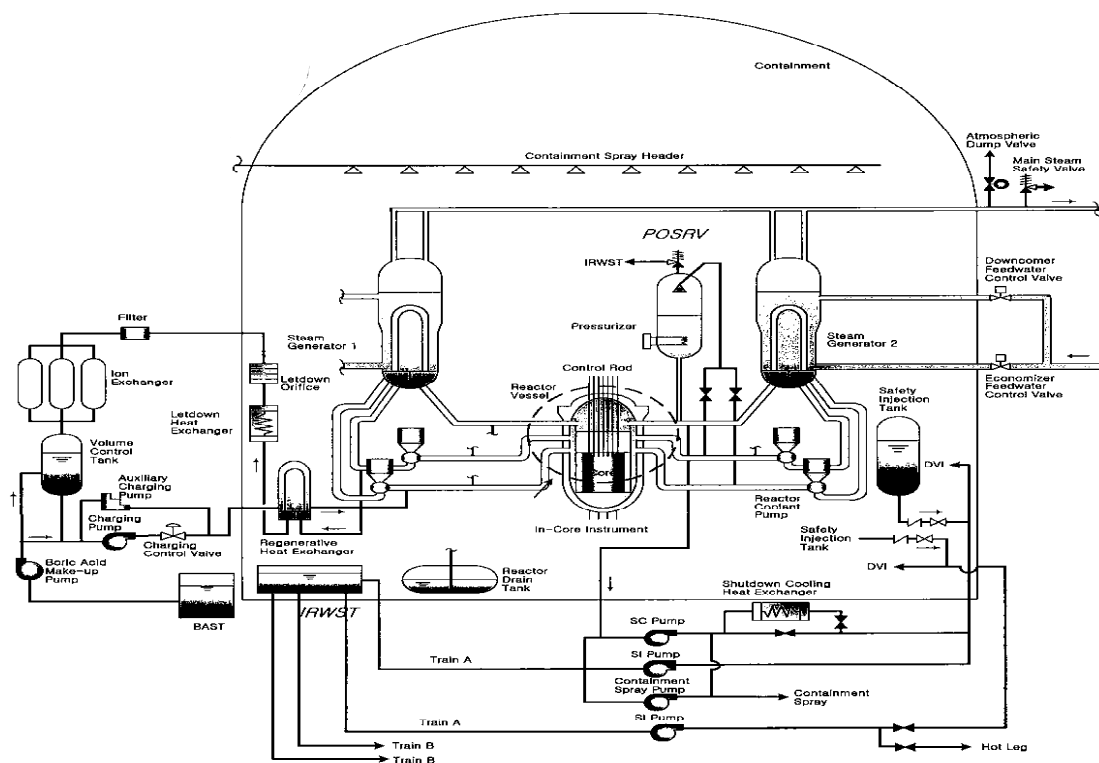 Containment
Atmospheric
Dump Valve
Main Steam
Safety Valve
Containment Spray Header
POSRV
IRWST
Downcomer
Feedwater
Control Valve
Filter
Steam
Generator 1
Pressurizer
Steam
Generator 2
Ion
Exchanger
Letdown
Orifice
Control Rod
Reactor
Vessel
Economizer
Feedwater
Control Valve
Letdown
Heat
Exchanger
Safety
Injection
Tank
Volume
Control
Tank
Core
DVI
Auxiliary
Charging
Pump
Charging
Pump
Reactor
Coolant
Pump
In-Core Instrument
Safety
Injection
Tank
Charging
Control Valve
Regenerative
Heat Exchanger
Boric Acid
Make-up
Pump
DVI
Reactor
Drain
Tank
Shutdown Cooling
Heat Exchanger
BAST
IRWST
SC Pump
Train A
SI Pump
Containment
Spray Pump
Containment
Spray
Train A
SI Pump
Train B
Hot Leg
Train B